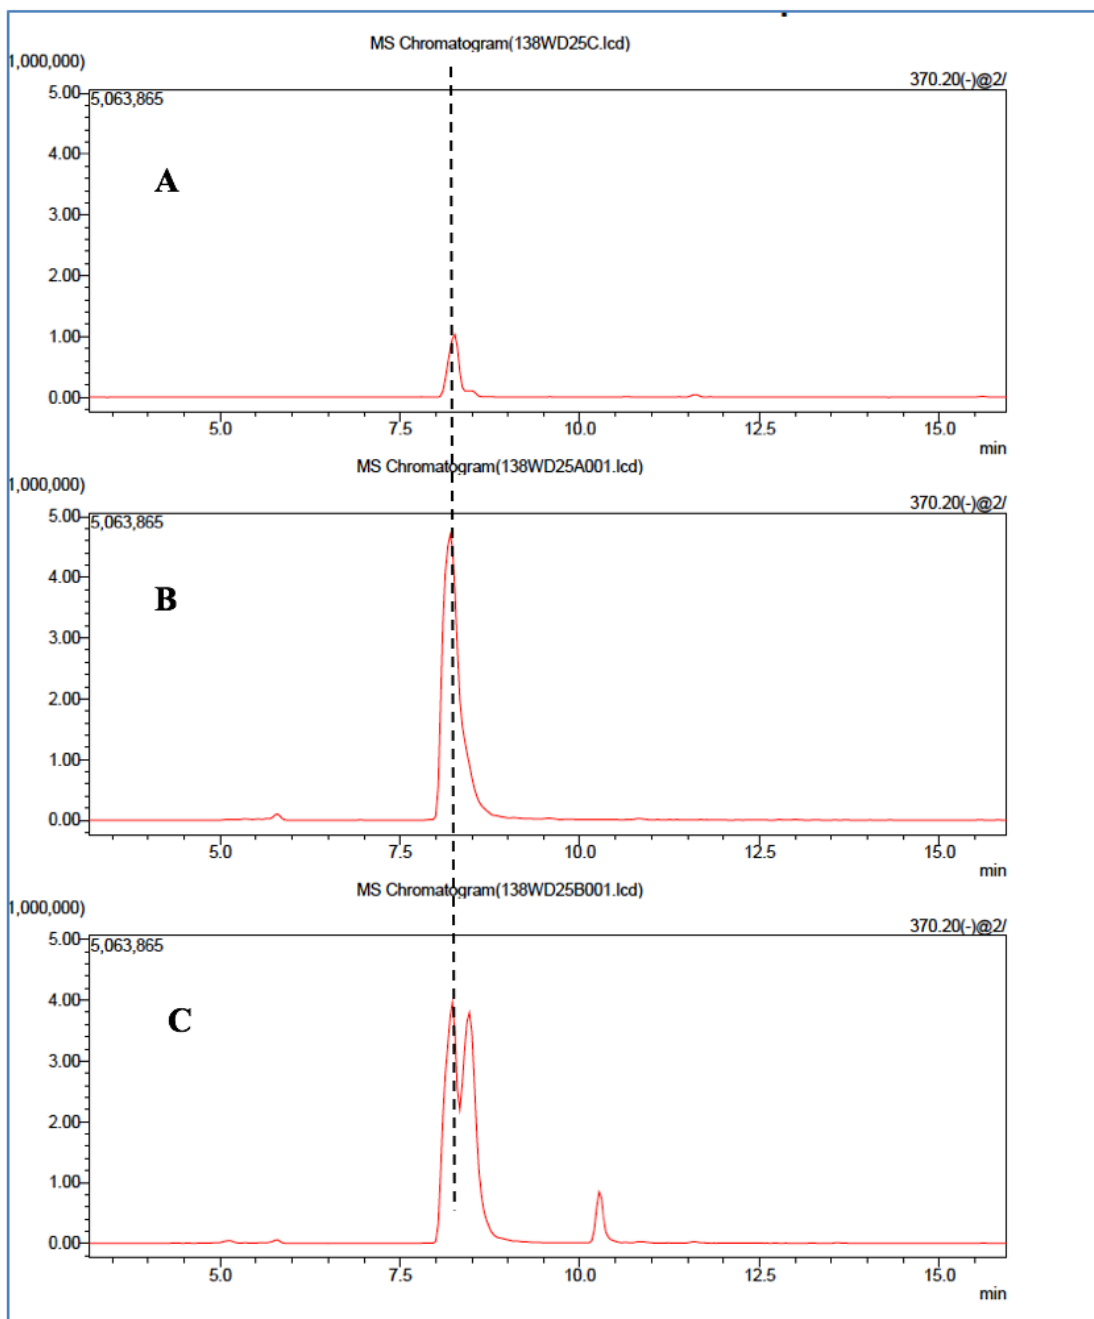 MS Chromatogram(138WD25C.lcd)
1,000,000)
370.20(-)@2/
5.00
5,063,865
4.00
A
3.00
2.00
1.00
0.00
5.0 7.5 10.0 12.5 15.0
min
MS Chromatogram(138WD25A001.lcd)
1,000,000)
370.20(-)@2/
5.00
5,063,865
4.00
B
3.00
2.00
1.00
0.00
5.0 7.5 10.0 12.5 15.0
min
MS Chromatogram(138WD25B001.lcd)
1,000,000)
370.20(-)@2/
5.00
5,063,865
4.00
C
3.00
2.00
1.00
0.00
5.0 7.5 10.0 12.5 15.0
min